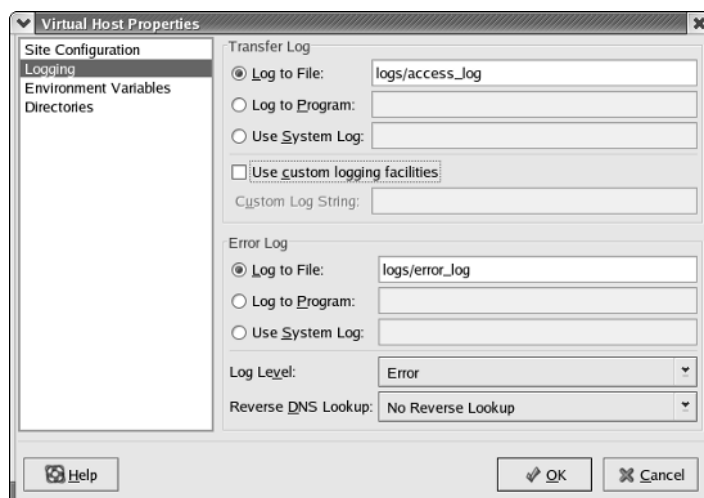 Virtual Host Properties
Site Configuration
Logging
Environment Variables
Directories
Transfer Log
Log to File: logs/access_log
Log to Program:
Use System Log:
Use custom logging facilities
Custom Log String:
Error Log
Log to File: logs/error_log
Log to Program:
Use System Log:
Log Level: Error
Reverse DNS Lookup: No Reverse Lookup
Help OK Cancel